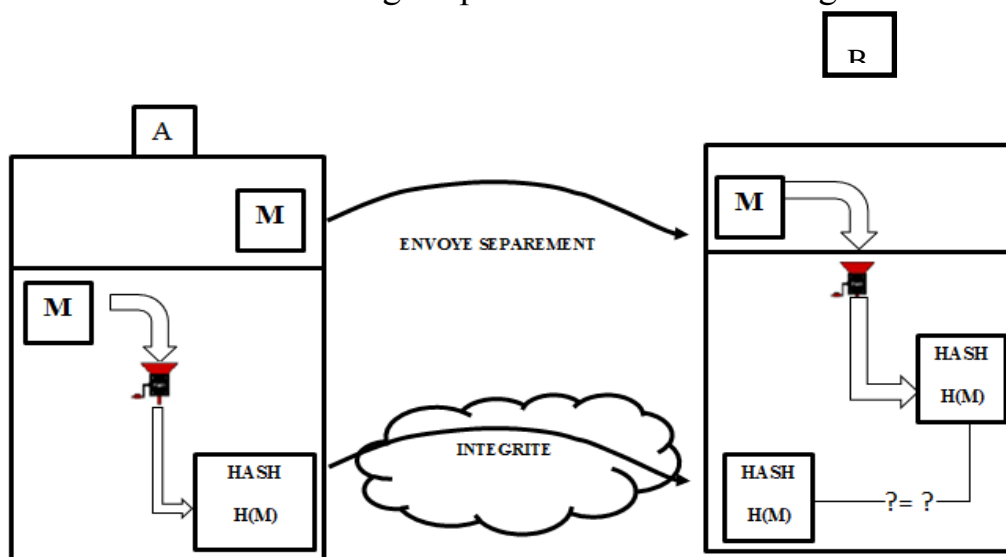 B
A
M
M
ENVOYE SEPAREMENT
M
HASH
H(M)
INTEGRITE
HASH
H(M)
HASH
H(M)
?= ?